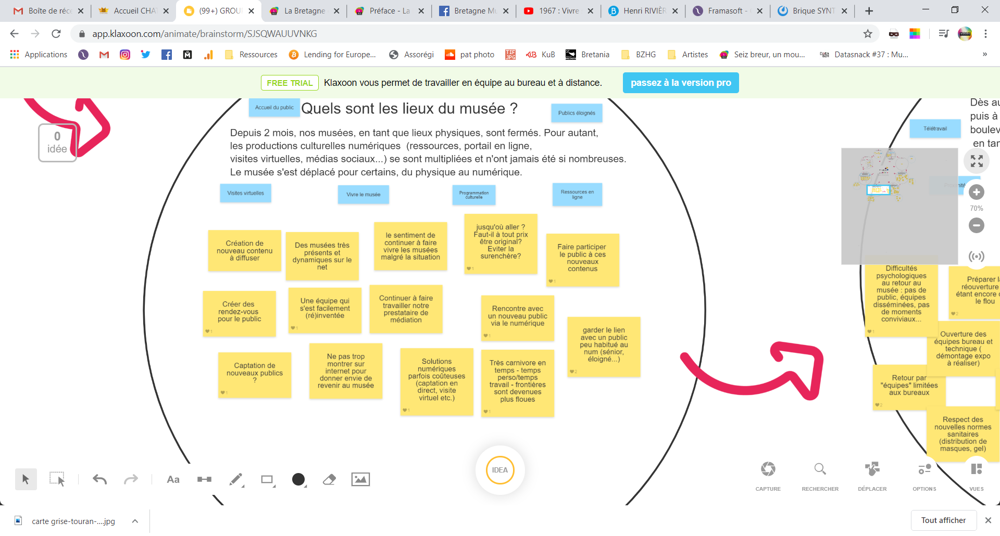 Boîte de réce
Accueil CHA
(99+) GROU
La Bretagne
Préface - La
Bretagne Mu
1967 : Vivre
Henri RIVIÈR
Framasoft -
Brique SYNT
app.klaxoon.com/animate/brainstorm/SJSQWAUUVNKG
Applications
Ressources
Lending for Europe...
Assorégi
pat photo
KuB
Bretania
BZHG
Artistes
Seiz breur, un mou...
Datasnack #37 : Mu...
»
FREE TRIAL
Klaxoon vous permet de travailler en équipe au bureau et à distance.
passez à la version pro
0
idée
Accueil du public
Quels sont les lieux du musée ?
Publics éloignés
Depuis 2 mois, nos musées, en tant que lieux physiques, sont fermés. Pour autant,
les productions culturelles numériques (ressources, portail en ligne,
visites virtuelles, médias sociaux...) se sont multipliées et n'ont jamais été si nombreuses.
Le musée s'est déplacé pour certains, du physique au numérique.
Visites virtuelles
Vivre le musée
Programmation
culturelle
Ressources en
ligne
Création de
nouveau contenu
à diffuser
Des musées très
présents et
dynamiques sur le
net
le sentiment de
continuer à faire
vivre les musées
malgré la situation
jusqu'où aller ?
Faut-il à tout prix
être original?
Eviter la
surenchère?
1
Faire participer
le public à ces
nouveaux
contenus
1
Créer des
rendez-vous
pour le public
1
Une équipe qui
s'est facilement
(ré)inventée
1
Continuer à faire
travailler notre
prestataire de
médiation
Rencontre avec
un nouveau public
via le numérique
1
garder le lien
avec un public
peu habitué au
num (sénior,
éloigné...)
2
Captation de
nouveaux publics
?
1
Ne pas trop
montrer sur
internet pour
donner envie de
revenir au musée
Solutions
numériques
parfois coûteuses
(captation en
direct, visite
virtuel etc.)
1
Très carnivore en
temps - temps
perso/temps
travail - frontières
sont devenues
plus floues
1
Dès au
puis à
boulev
en tan
Télétravail
70%
Difficultés
psychologiques
au retour au
musée : pas de
public, équipes
disséminées, pas
de moments
conviviaux...
1
Préparer la
réouverture
étant encore d
le flou
2
Ouverture des
équipes bureau et
technique (
démontage expo
à réaliser)
Retour par
"équipes" limitées
aux bureaux
2
Respect des
nouvelles normes
sanitaires
(distribution de
masques, gel)
Aa
IDEA
CAPTURE
RECHERCHER
DÉPLACER
OPTIONS
VUES
carte grise-touran-....jpg
Tout afficher